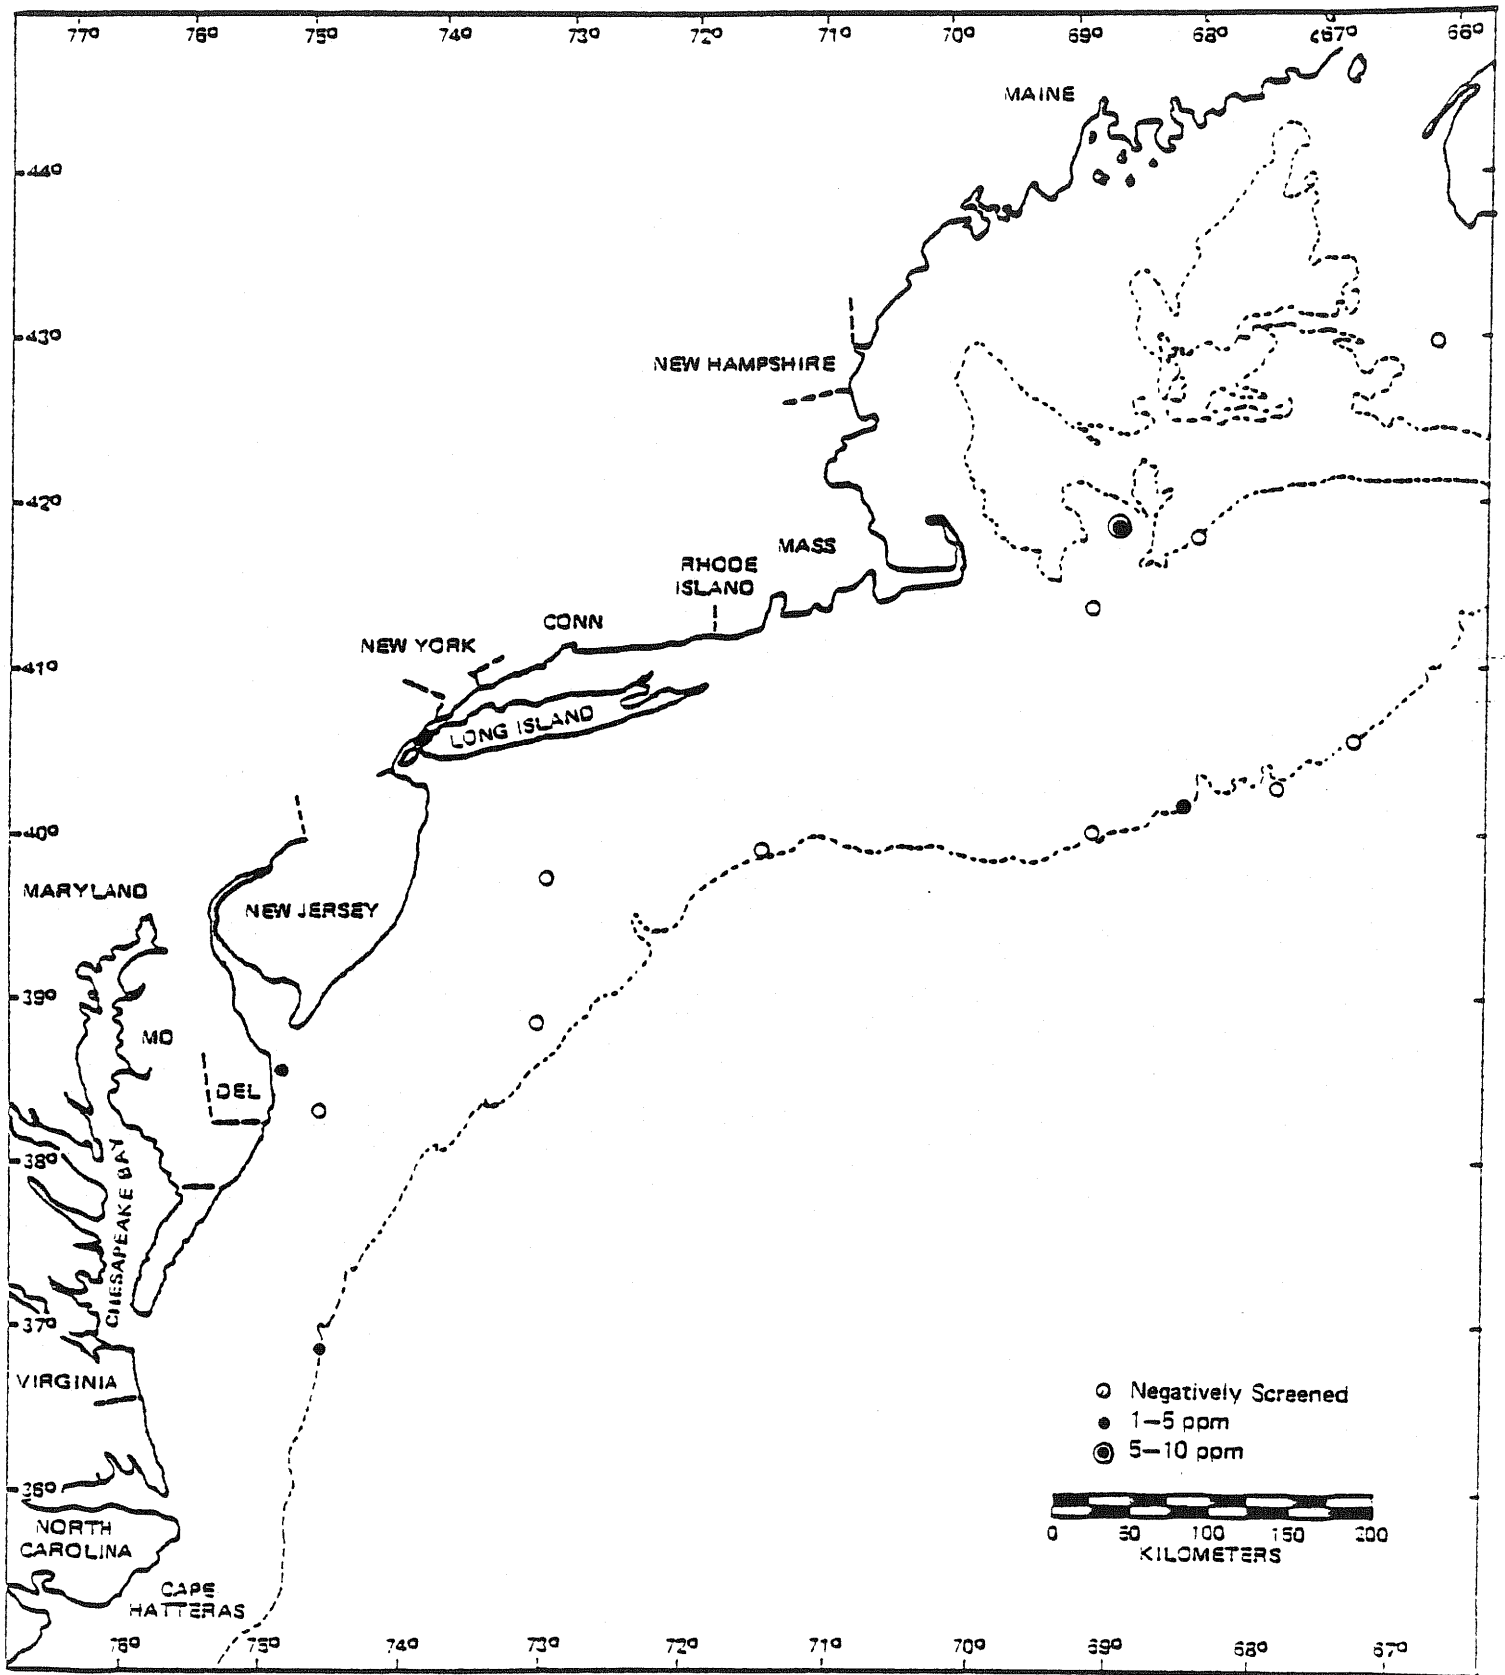 77° 76° 75° 74° 73° 72° 71° 70° 69° 68° 67° 66°
MAINE
44°
43°
NEW HAMPSHIRE
42°
MASS
RHODE
ISLAND
CONN
NEW YORK
41°
LONG ISLAND
40°
MARYLAND
NEW JERSEY
39°
MD
DEL
38°
CHESAPEAKE BAY
37°
VIRGINIA
Negatively Screened
1–5 ppm
5–10 ppm
36°
0 50 100 150 200
KILOMETERS
NORTH
CAROLINA
CAPE
HATTERAS
76° 75° 74° 73° 72° 71° 70° 69° 68° 67°